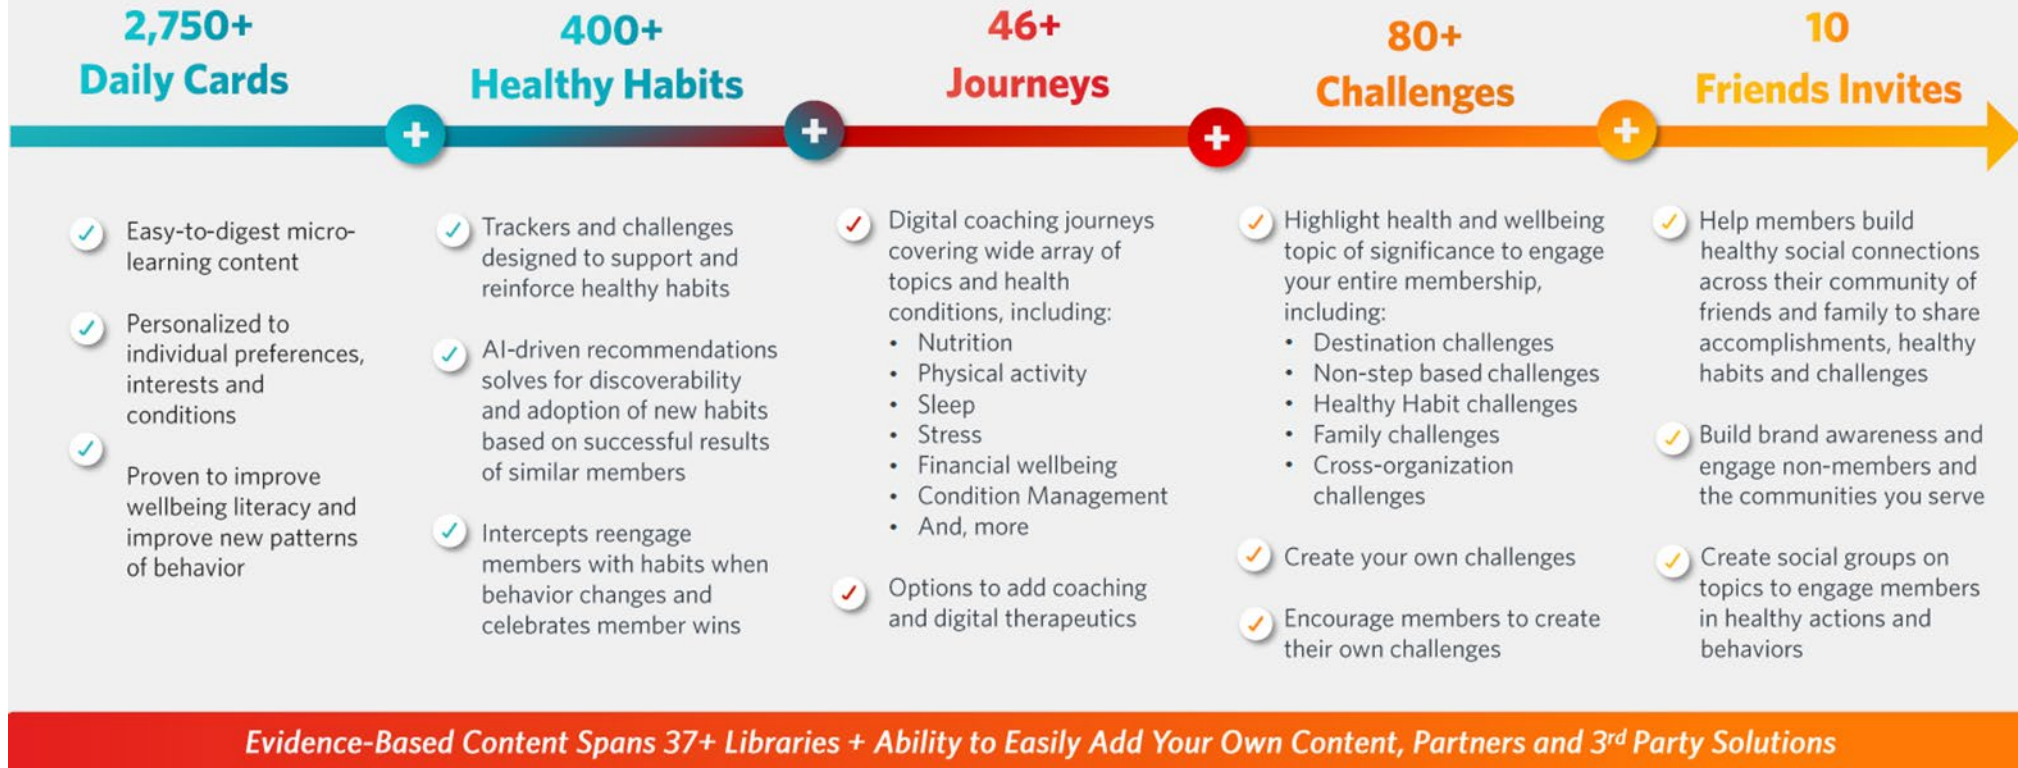 2,750+
Daily Cards
Easy-to-digest micro-
learning content
Personalized to
individual preferences,
interests and
conditions
Proven to improve
wellbeing literacy and
improve new patterns
of behavior
400+
Healthy Habits
Trackers and challenges
designed to support and
reinforce healthy habits
AI-driven recommendations
solves for discoverability
and adoption of new habits
based on successful results
of similar members
Intercepts reengage
members with habits when
behavior changes and
celebrates member wins
46+
Journeys
Digital coaching journeys
covering wide array of
topics and health
conditions, including:
• Nutrition
• Physical activity
• Sleep
• Stress
• Financial wellbeing
• Condition Management
• And, more
Options to add coaching
and digital therapeutics
80+
Challenges
Highlight health and wellbeing
topic of significance to engage
your entire membership,
including:
• Destination challenges
• Non-step based challenges
• Healthy Habit challenges
• Family challenges
• Cross-organization
challenges
Create your own challenges
Encourage members to create
their own challenges
10
Friends Invites
Help members build
healthy social connections
across their community of
friends and family to share
accomplishments, healthy
habits and challenges
Build brand awareness and
engage non-members and
the communities you serve
Create social groups on
topics to engage members
in healthy actions and
behaviors
Evidence-Based Content Spans 37+ Libraries + Ability to Easily Add Your Own Content, Partners and 3rd Party Solutions